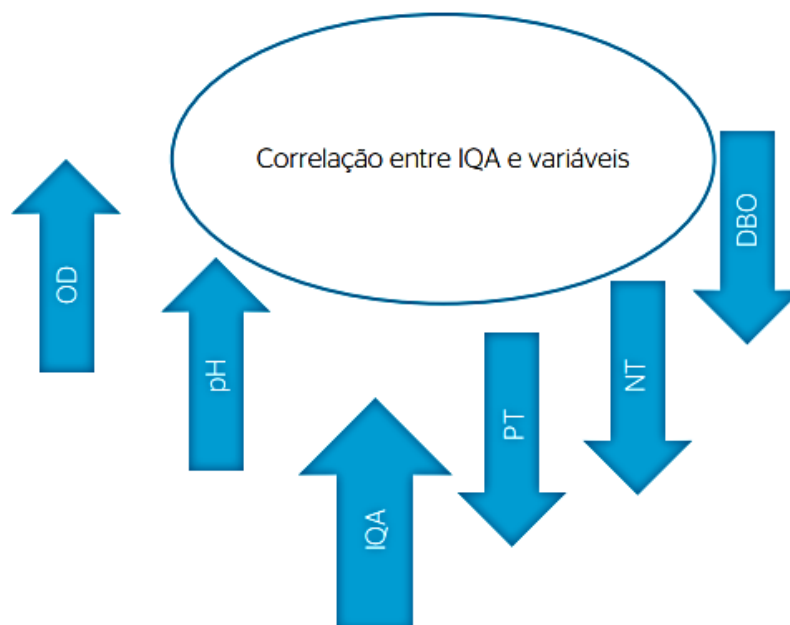 Correlação entre IQA e variáveis
OD
pH
IQA
PT
NT
DBO